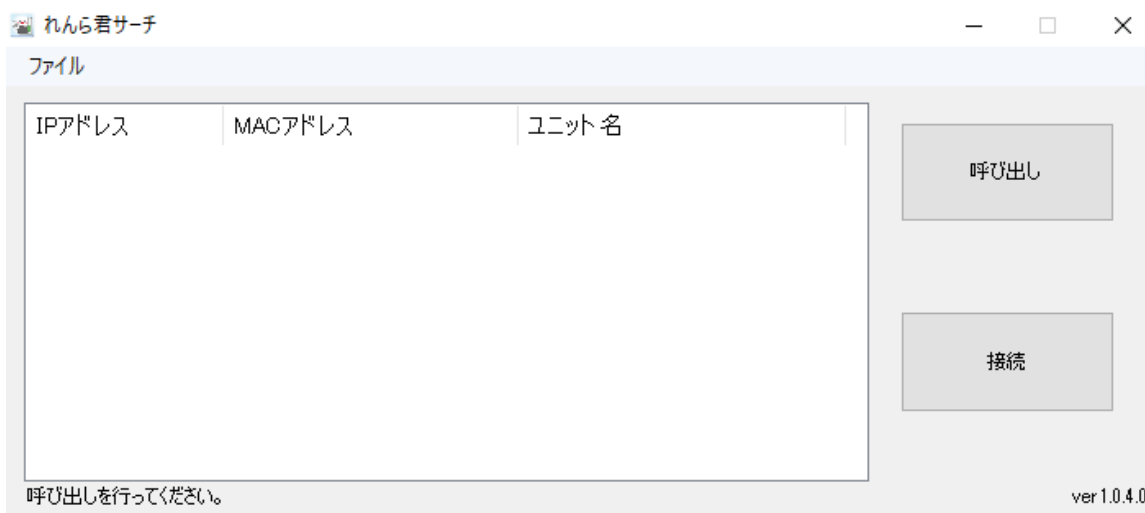 れんら君サーチ
ファイル
IPアドレス MACアドレス ユニット名
呼び出し
接続
呼び出しを行ってください。
ver 1.0.4.0